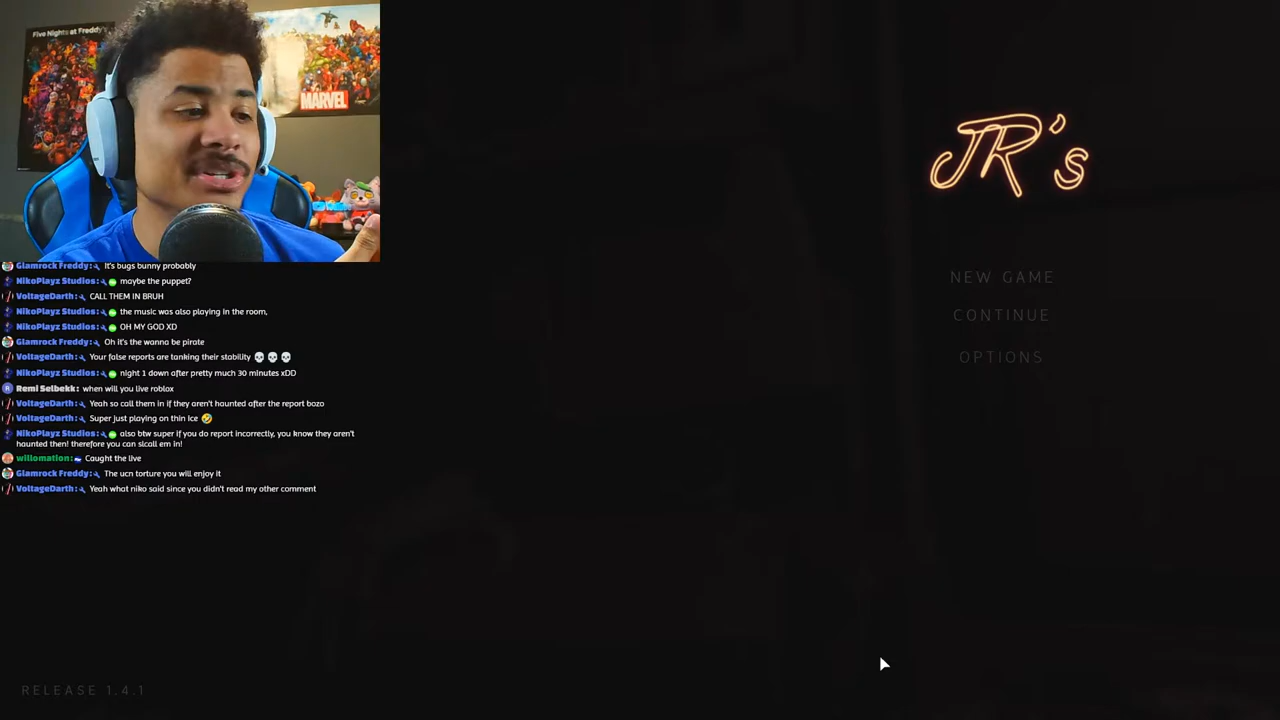 Five Nights at Freddy's
MARVEL
JR's
NEW GAME
CONTINUE
OPTIONS
Glamrock Freddy: It's bugs bunny probably
NikoPlayz Studios: maybe the puppet?
VoltageDarth: CALL THEM IN BRUH
NikoPlayz Studios: the music was also playing in the room,
NikoPlayz Studios: OH MY GOD XD
Glamrock Freddy: Oh it's the wanna be pirate
VoltageDarth: Your false reports are tanking their stability 💀 💀 💀
NikoPlayz Studios: night 1 down after pretty much 30 minutes xDD
R Remi Selbekk: when will you live roblox
VoltageDarth: Yeah so call them in if they aren't haunted after the report bozo
VoltageDarth: Super just playing on thin ice 🤣
NikoPlayz Studios: also btw super if you do report incorrectly, you know they aren't
haunted then! therefore you can sicall em in!
willomation: Caught the live
Glamrock Freddy: The ucn torture you will enjoy it
VoltageDarth: Yeah what niko said since you didn't read my other comment
RELEASE 1.4.1